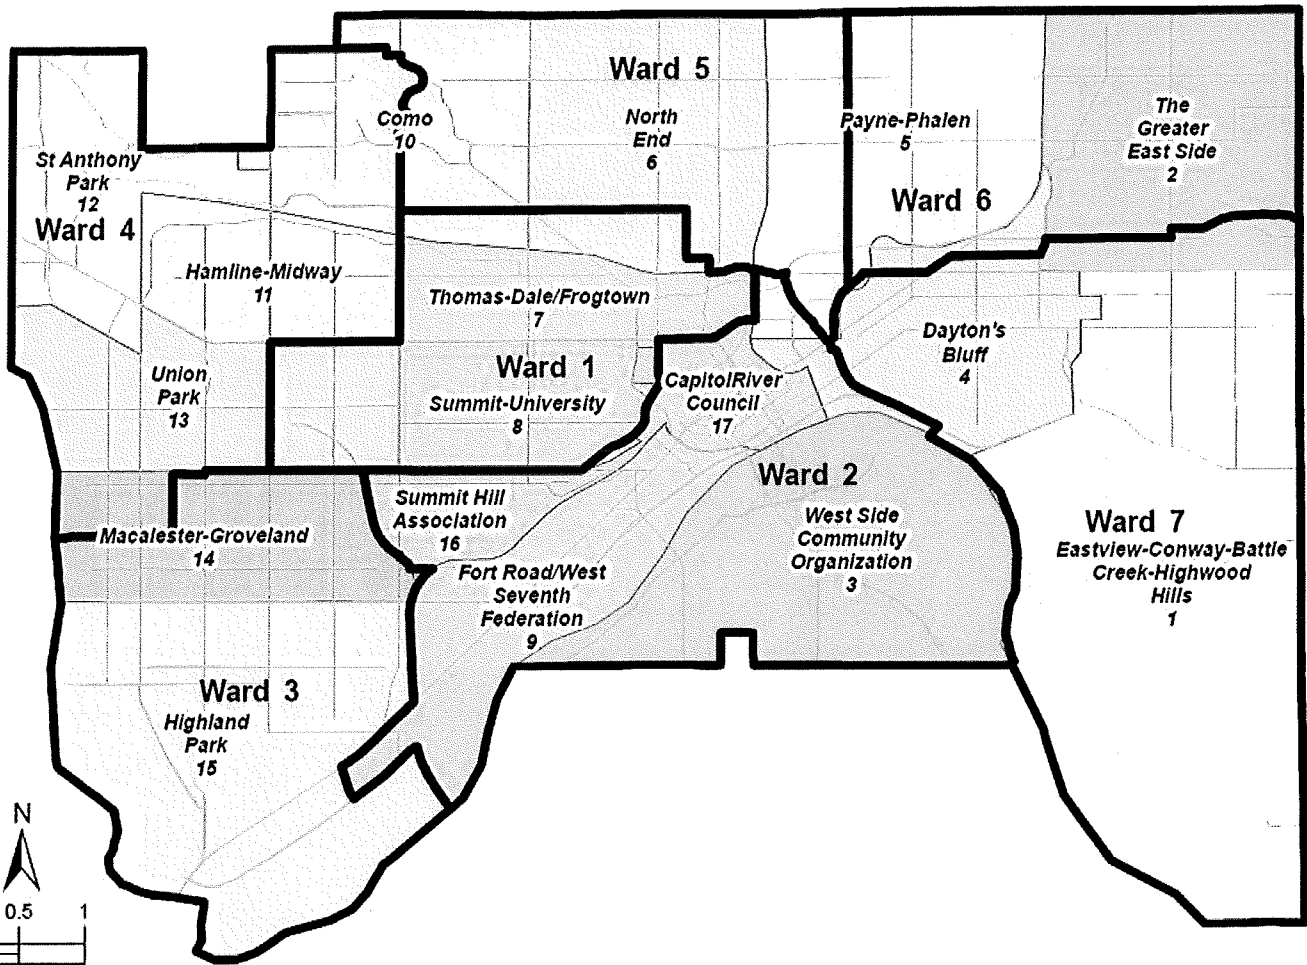 Ward 5
Como
10
North
End
6
Payne-Phalen
5
The
Greater
East Side
2
St Anthony
Park
12
Ward 4
Ward 6
Hamline-Midway
11
Thomas-Dale/Frogtown
7
Dayton's
Bluff
4
Ward 1
Union
Park
13
Summit-University
8
CapitolRiver
Council
17
Ward 2
Summit Hill
Association
16
West Side
Community
Organization
3
Ward 7
Eastview-Conway-Battle
Creek-Highwood
Hills
1
Macalester-Groveland
14
Fort Road/West
Seventh
Federation
9
Ward 3
Highland
Park
15
N
0.5 1